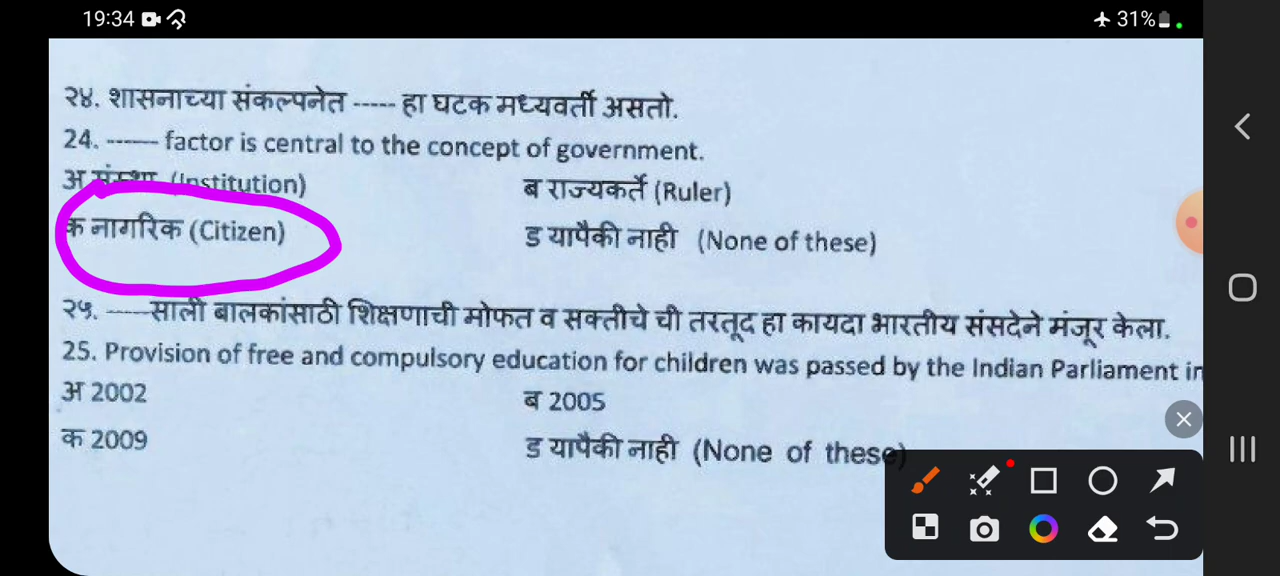 19:34
31%
२४. शासनाच्या संकल्पनेत ----- हा घटक मध्यवर्ती असतो.
24. ------ factor is central to the concept of government.
अ संस्था (Institution) ब राज्यकर्ते (Ruler)
क नागरिक (Citizen) ड यापैकी नाही (None of these)
२५. -----साली बालकांसाठी शिक्षणाची मोफत व सक्तीचे ची तरतूद हा कायदा भारतीय संसदेने मंजूर केला.
25. Provision of free and compulsory education for children was passed by the Indian Parliament in
अ 2002 ब 2005
क 2009 ड यापैकी नाही (None of these)